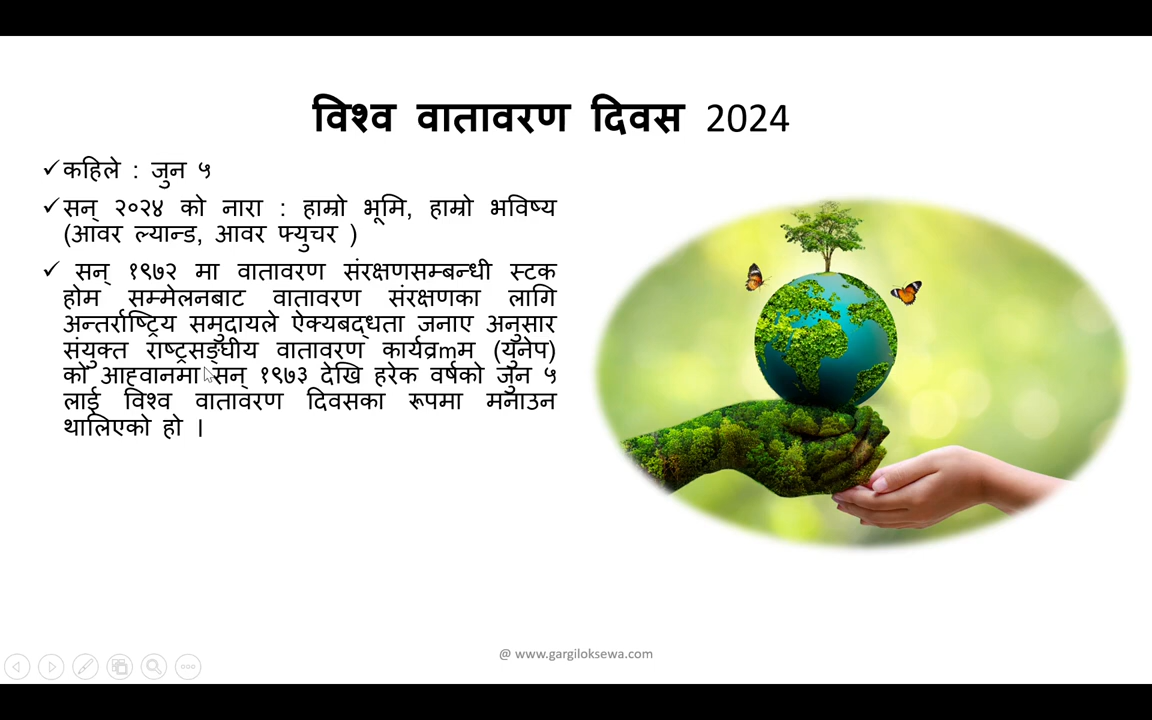 विश्व वातावरण दिवस 2024
✓कहिले : जुन ५
✓सन् २०२४ को नारा : हाम्रो भूमि, हाम्रो भविष्य
(आवर ल्यान्ड, आवर फ्युचर )
✓ सन् १९७२ मा वातावरण संरक्षणसम्बन्धी स्टक
होम सम्मेलनबाट वातावरण संरक्षणका लागि
अन्तर्राष्ट्रिय समुदायले ऐक्यबद्धता जनाए अनुसार
संयुक्त राष्ट्रसङ्घीय वातावरण कार्यव्रmम (युनेप)
को आह्वानमा सन् १९७३ देखि हरेक वर्षको जुन ५
लाई विश्व वातावरण दिवसका रूपमा मनाउन
थालिएको हो ।
@ www.gargiloksewa.com